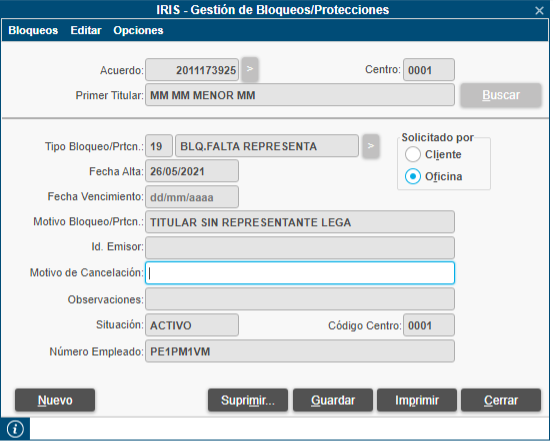 IRIS - Gestión de Bloqueos/Protecciones
Bloqueos Editar Opciones
Acuerdo: 2011173925 > Centro: 0001
Primer Titular: MM MM MENOR MM Buscar
Tipo Bloqueo/Prtcn.: 19 BLQ.FALTA REPRESENTA > Solicitado por
Cliente
Fecha Alta: 26/05/2021 Oficina
Fecha Vencimiento: dd/mm/aaaa
Motivo Bloqueo/Prtcn.: TITULAR SIN REPRESENTANTE LEGA
Id. Emisor:
Motivo de Cancelación:
Observaciones:
Situación: ACTIVO Código Centro: 0001
Número Empleado: PE1PM1VM
Nuevo Suprimir... Guardar Imprimir Cerrar